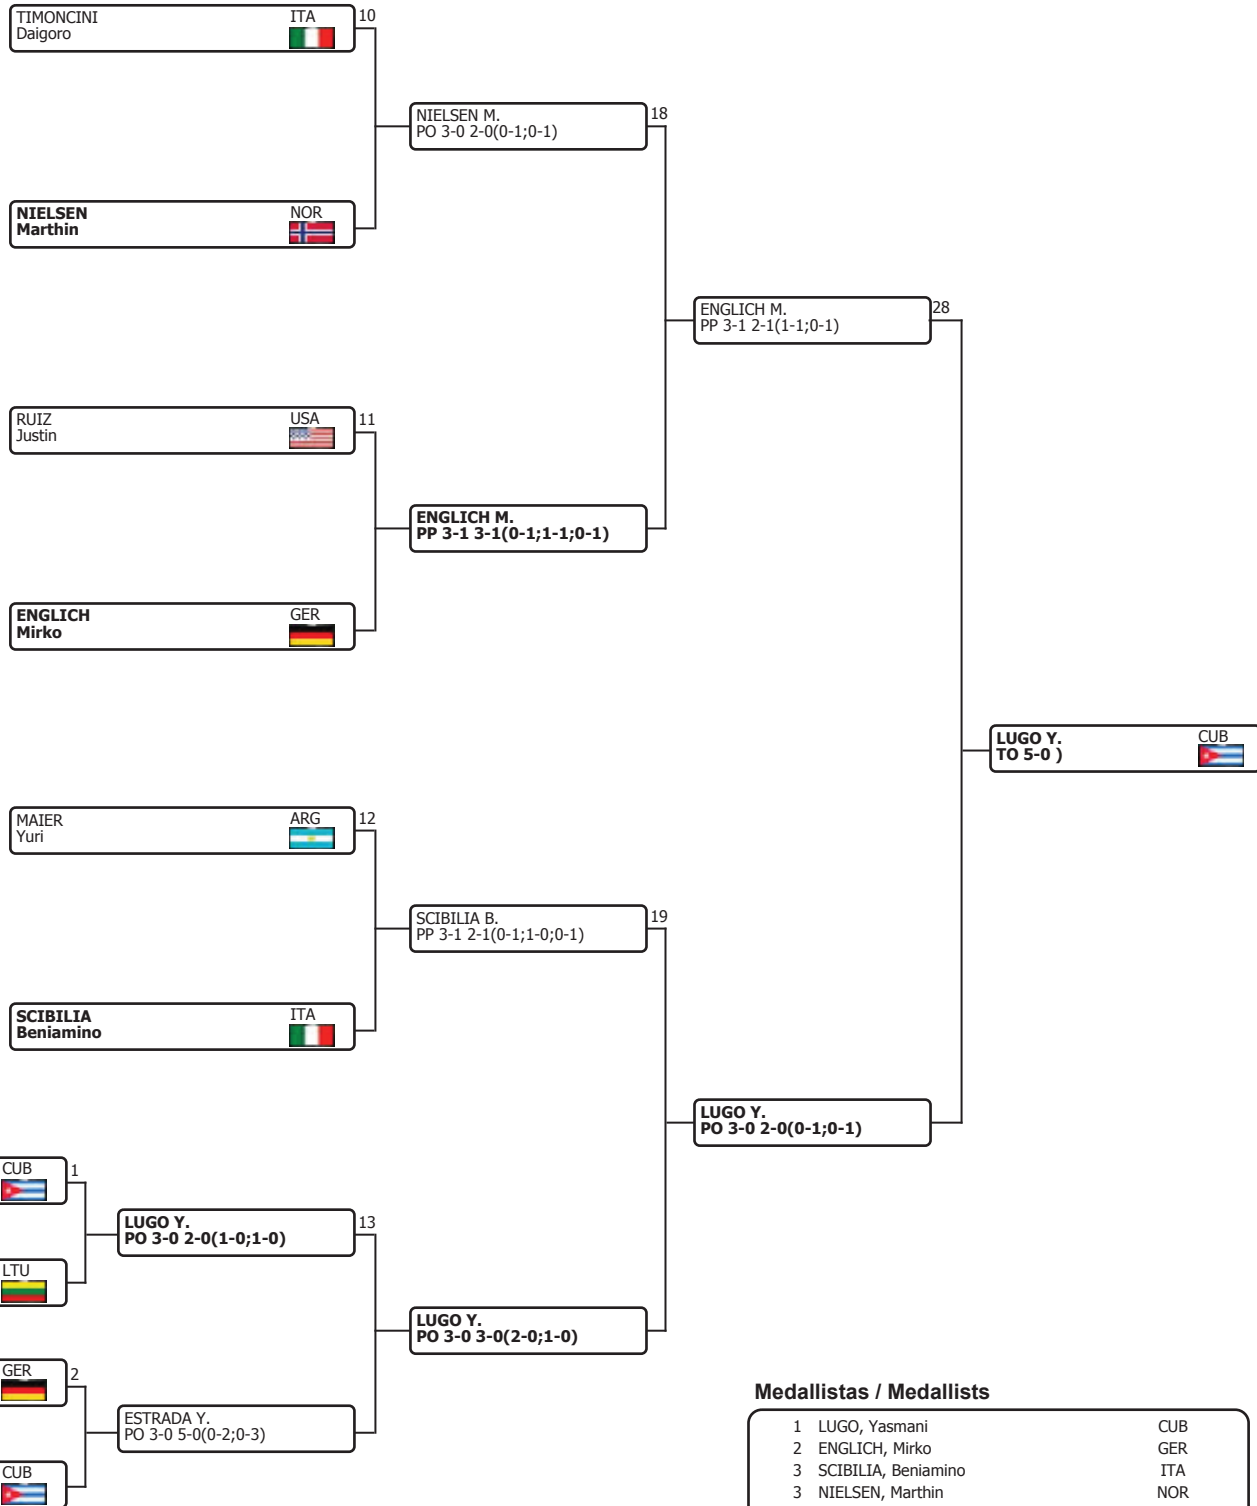 TIMONCINI ITA 10
Daigoro
NIELSEN M. 18
PO 3-0 2-0(0-1;0-1)
NIELSEN NOR
Marthin
ENGLICH M. 28
PP 3-1 2-1(1-1;0-1)
RUIZ USA 11
Justin
ENGLICH M.
PP 3-1 3-1(0-1;1-1;0-1)
ENGLICH GER
Mirko
LUGO Y. CUB
TO 5-0 )
MAIER ARG 12
Yuri
SCIBILIA B. 19
PP 3-1 2-1(0-1;1-0;0-1)
SCIBILIA ITA
Beniamino
LUGO Y.
PO 3-0 2-0(0-1;0-1)
CUB 1
LUGO Y. 13
PO 3-0 2-0(1-0;1-0)
LTU
LUGO Y.
PO 3-0 3-0(2-0;1-0)
GER 2
ESTRADA Y.
PO 3-0 5-0(0-2;0-3)
CUB
Medallistas / Medallists
1 LUGO, Yasmani CUB
2 ENGLICH, Mirko GER
3 SCIBILIA, Beniamino ITA
3 NIELSEN, Marthin NOR